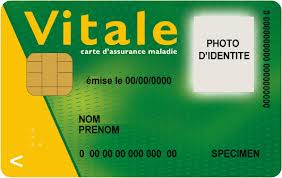 Vitale
carte d'assurance maladie
PHOTO
D'IDENTITE
émise le 00/00/0000
NOM
PRENOM
0 00 00 00 000 000 00
SPECIMEN